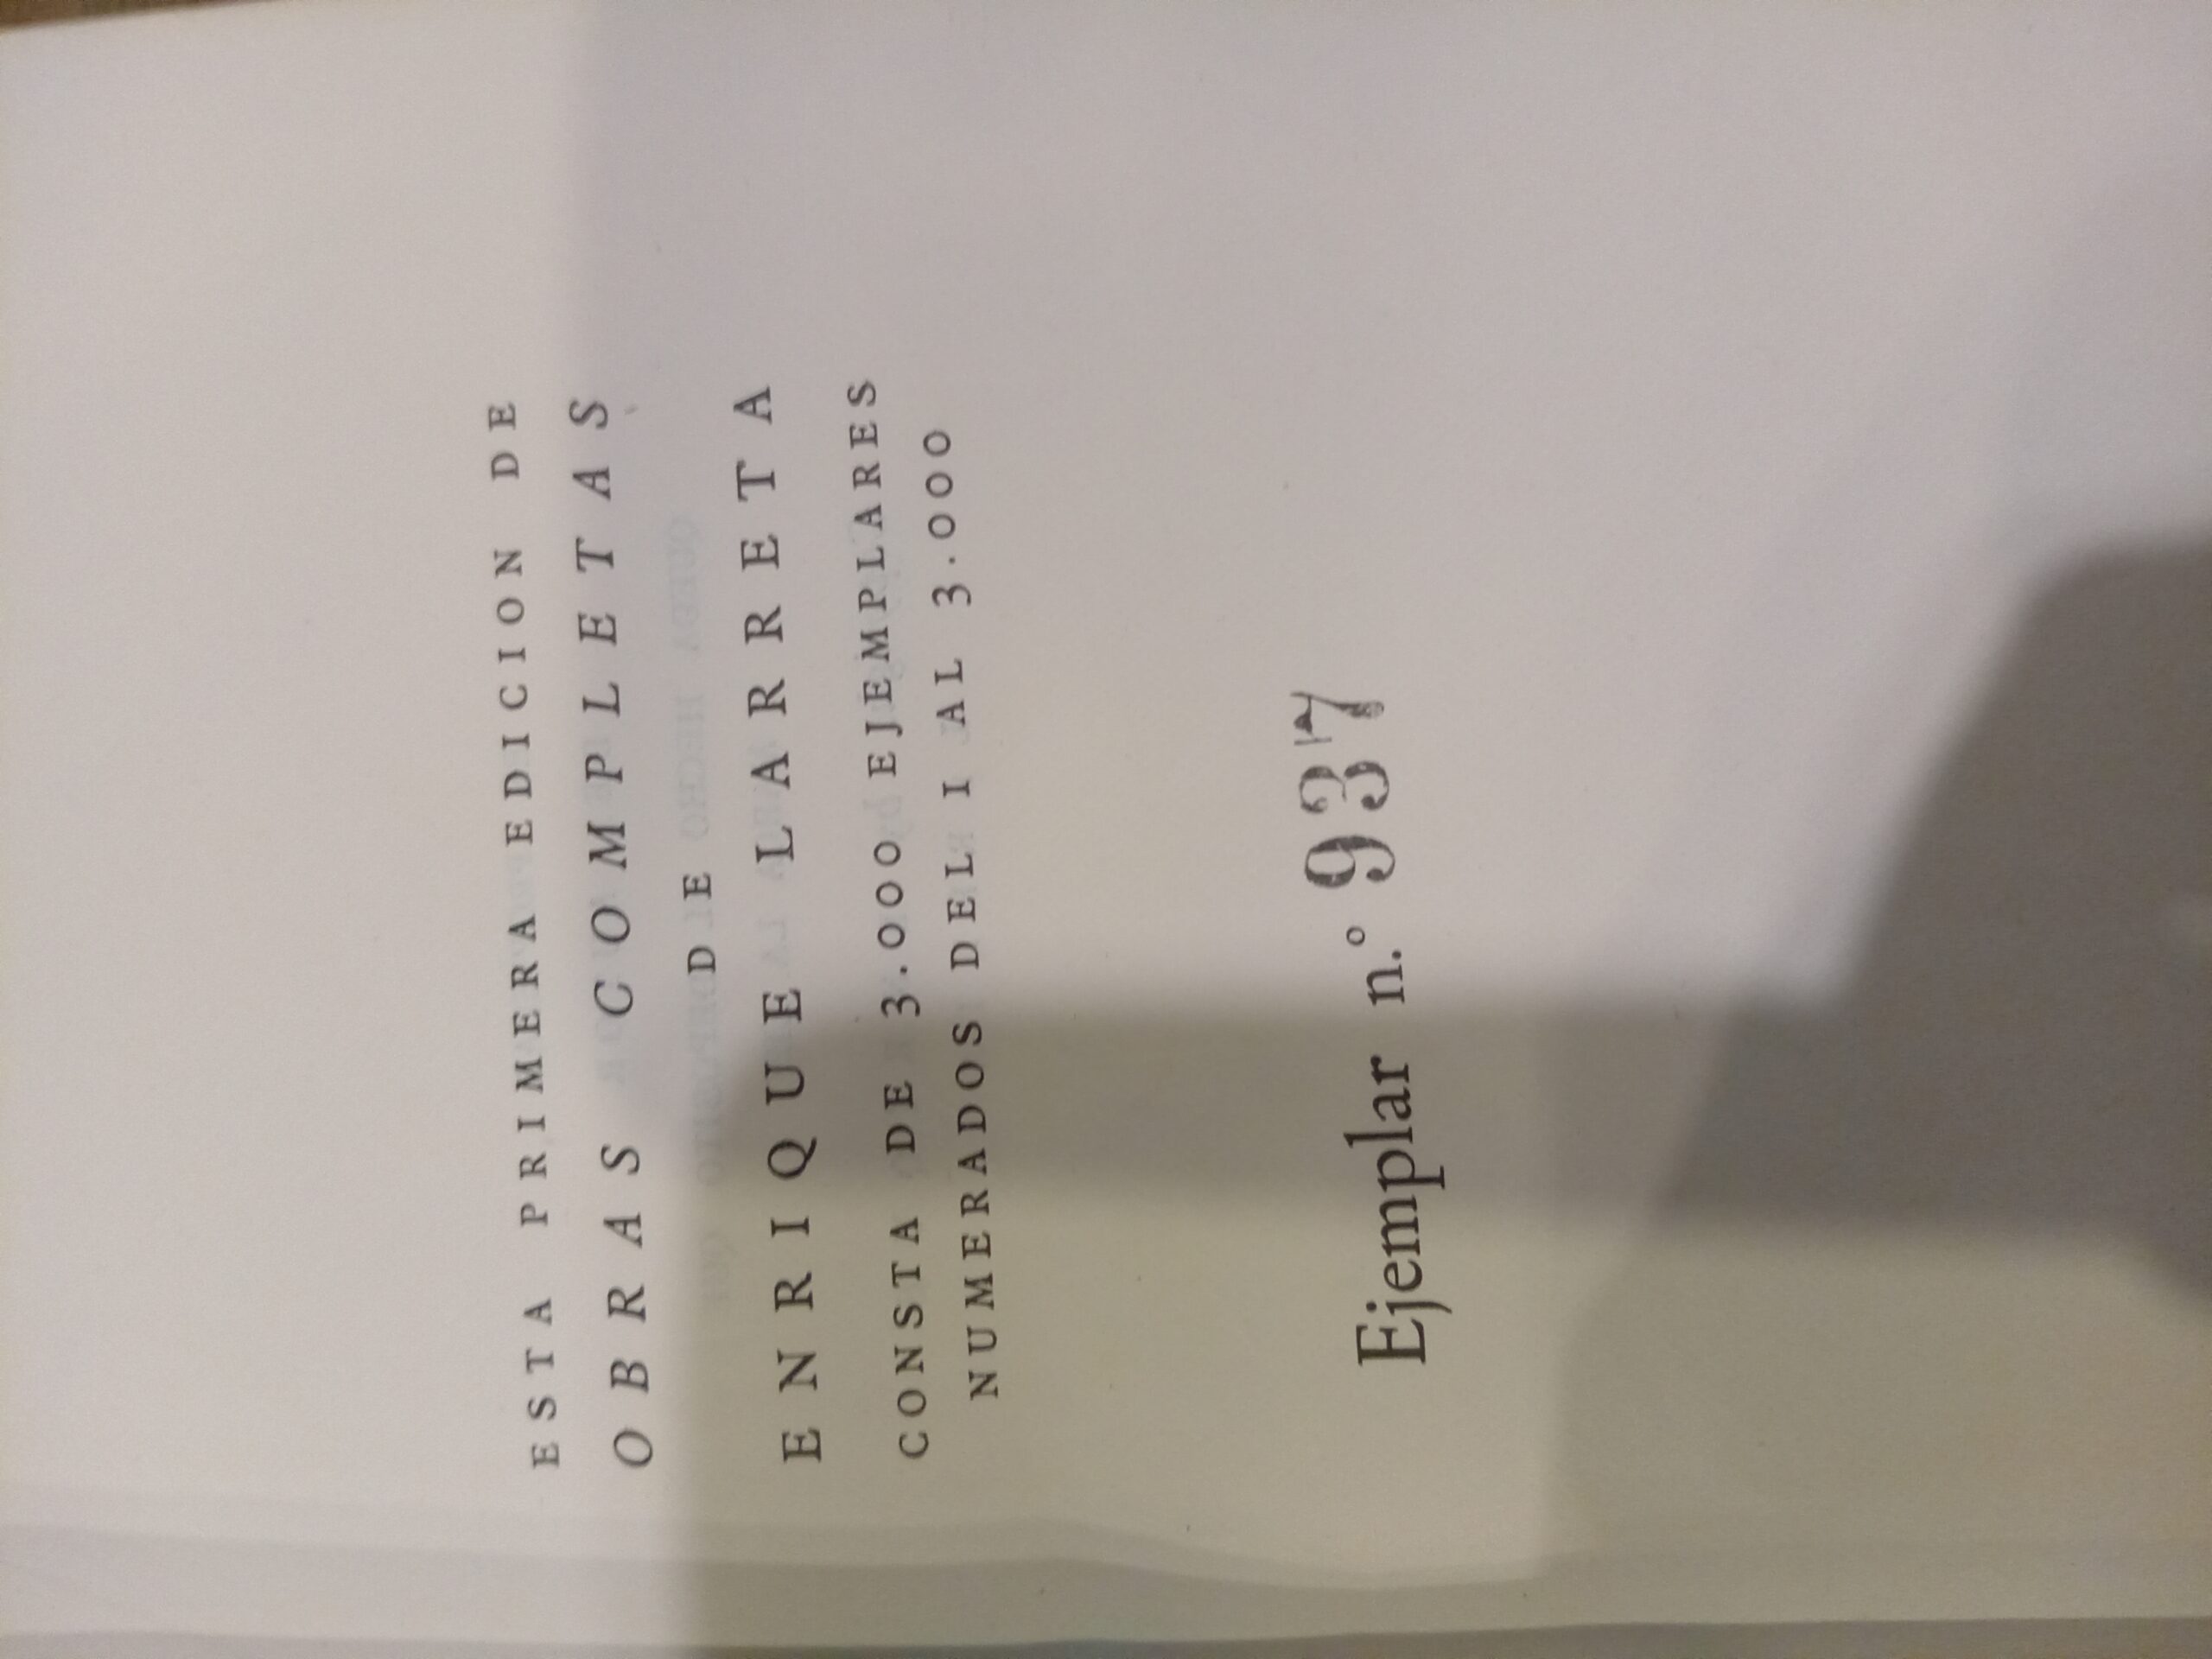 ESTA PRIMERA EDICION DE
OBRAS COMPLETAS
DE
ENRIQUE LARRETA
CONSTA DE 3.000 EJEMPLARES
NUMERADOS DEL I AL 3.000
Ejemplar n.º 937